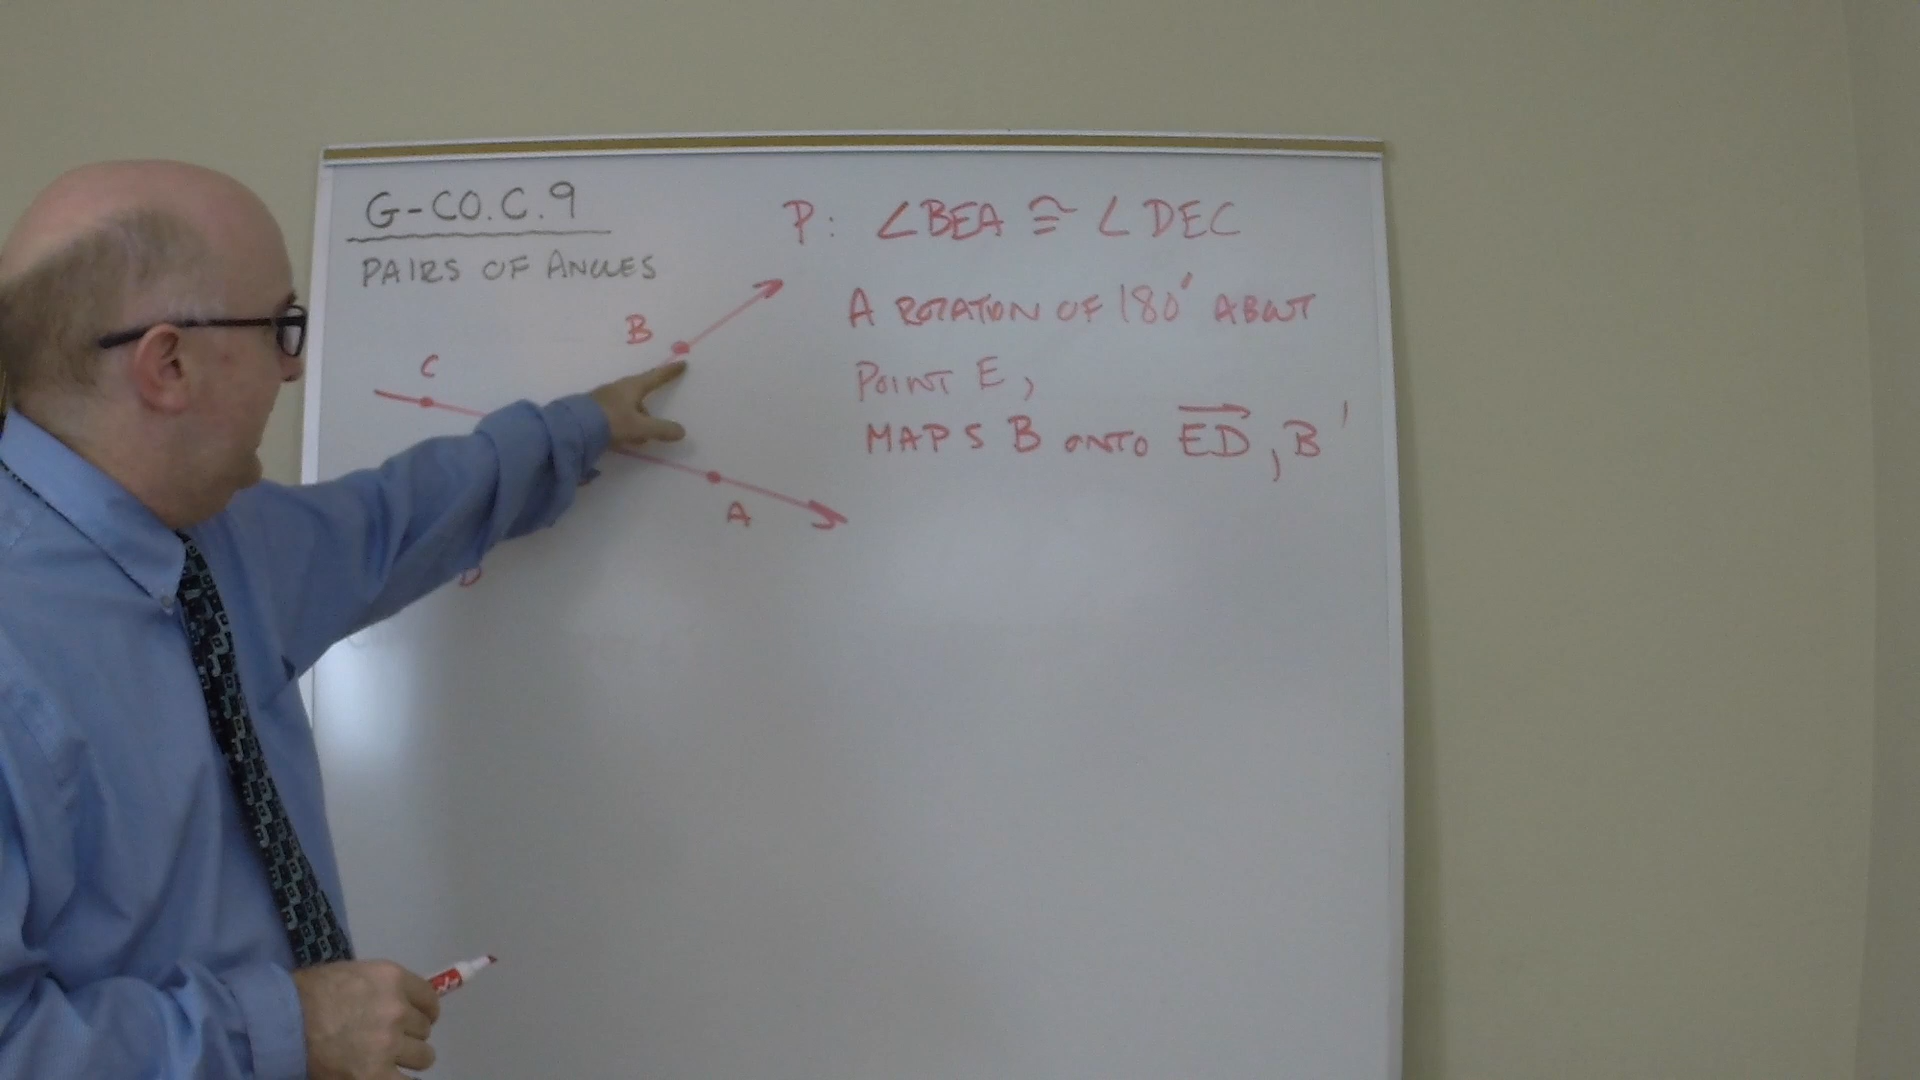 G-CO.C.9
PAIRS OF ANGLES
P: ∠BEA ≅ ∠DEC
A ROTATION OF 180° ABOUT
POINT E,
MAPS B ONTO ED→, B'
B
C
A
D